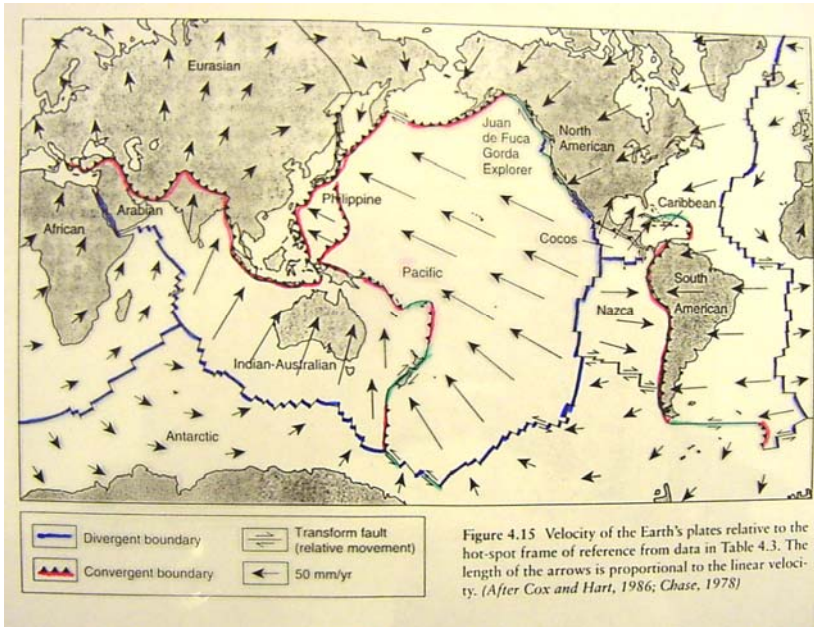 Eurasian
Juan
de Fuca
Gorda
Explorer
North
American
Philippine
Caribbean
Arabian
African
Cocos
Pacific
South
American
Nazca
Indian-Australian
Antarctic
Divergent boundary
Convergent boundary
Transform fault
(relative movement)
50 mm/yr
Figure 4.15 Velocity of the Earth's plates relative to the
hot-spot frame of reference from data in Table 4.3. The
length of the arrows is proportional to the linear veloci-
ty. (After Cox and Hart, 1986; Chase, 1978)